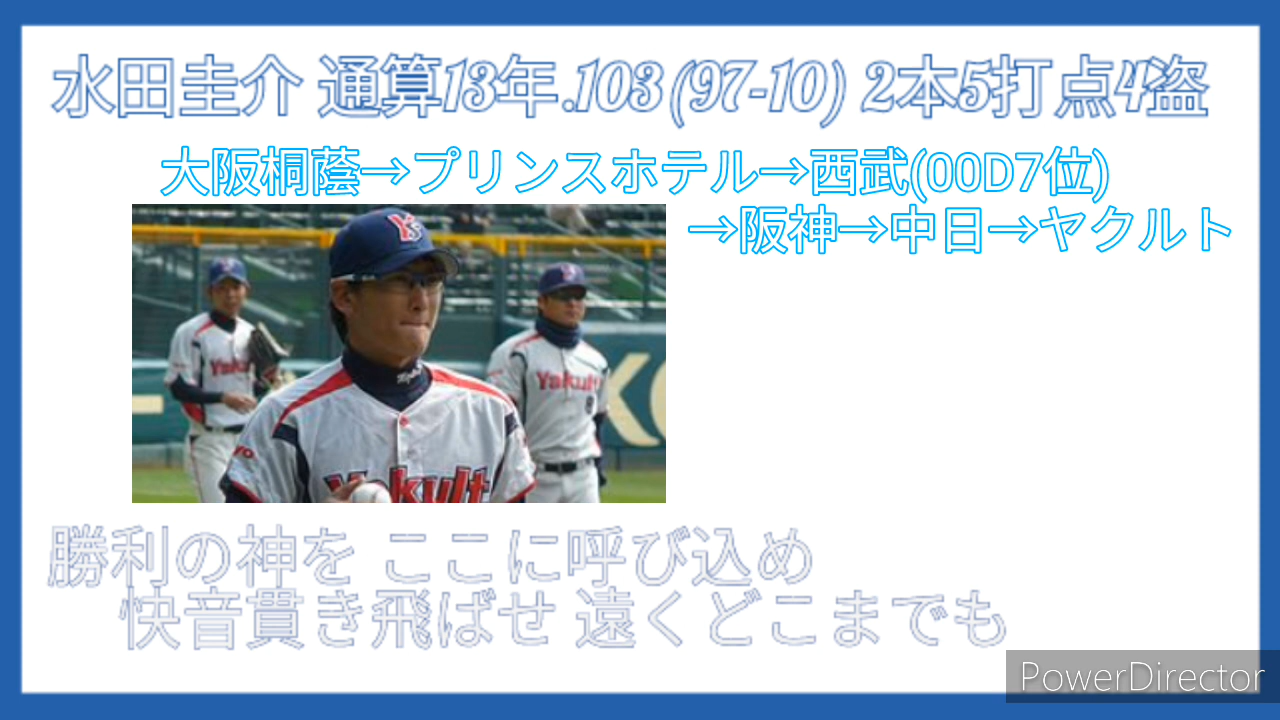 水田圭介 通算13年.103(97-10) 2本5打点4盗
大阪桐蔭→プリンスホテル→西武(00D7位)
→阪神→中日→ヤクルト
Yakult
Yakult
Yakult
勝利の神を ここに呼び込め
快音貫き飛ばせ 遠くどこまでも
PowerDirector